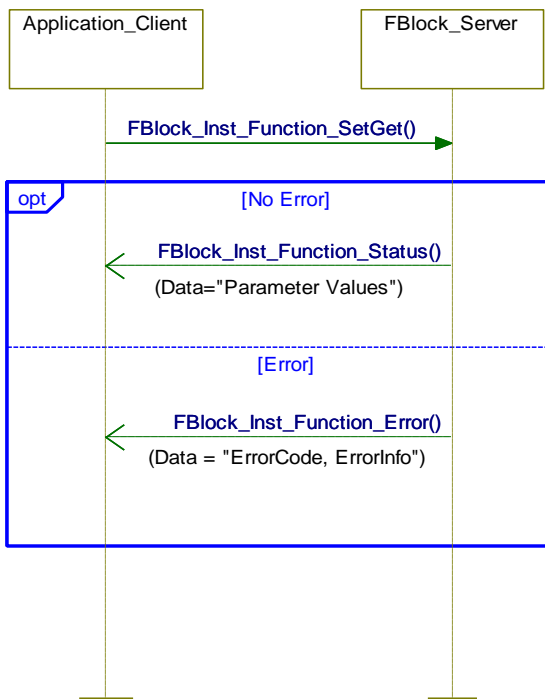 Application_Client
FBlock_Server
FBlock_Inst_Function_SetGet()
opt
[No Error]
FBlock_Inst_Function_Status()
(Data="Parameter Values")
[Error]
FBlock_Inst_Function_Error()
(Data = "ErrorCode, ErrorInfo")